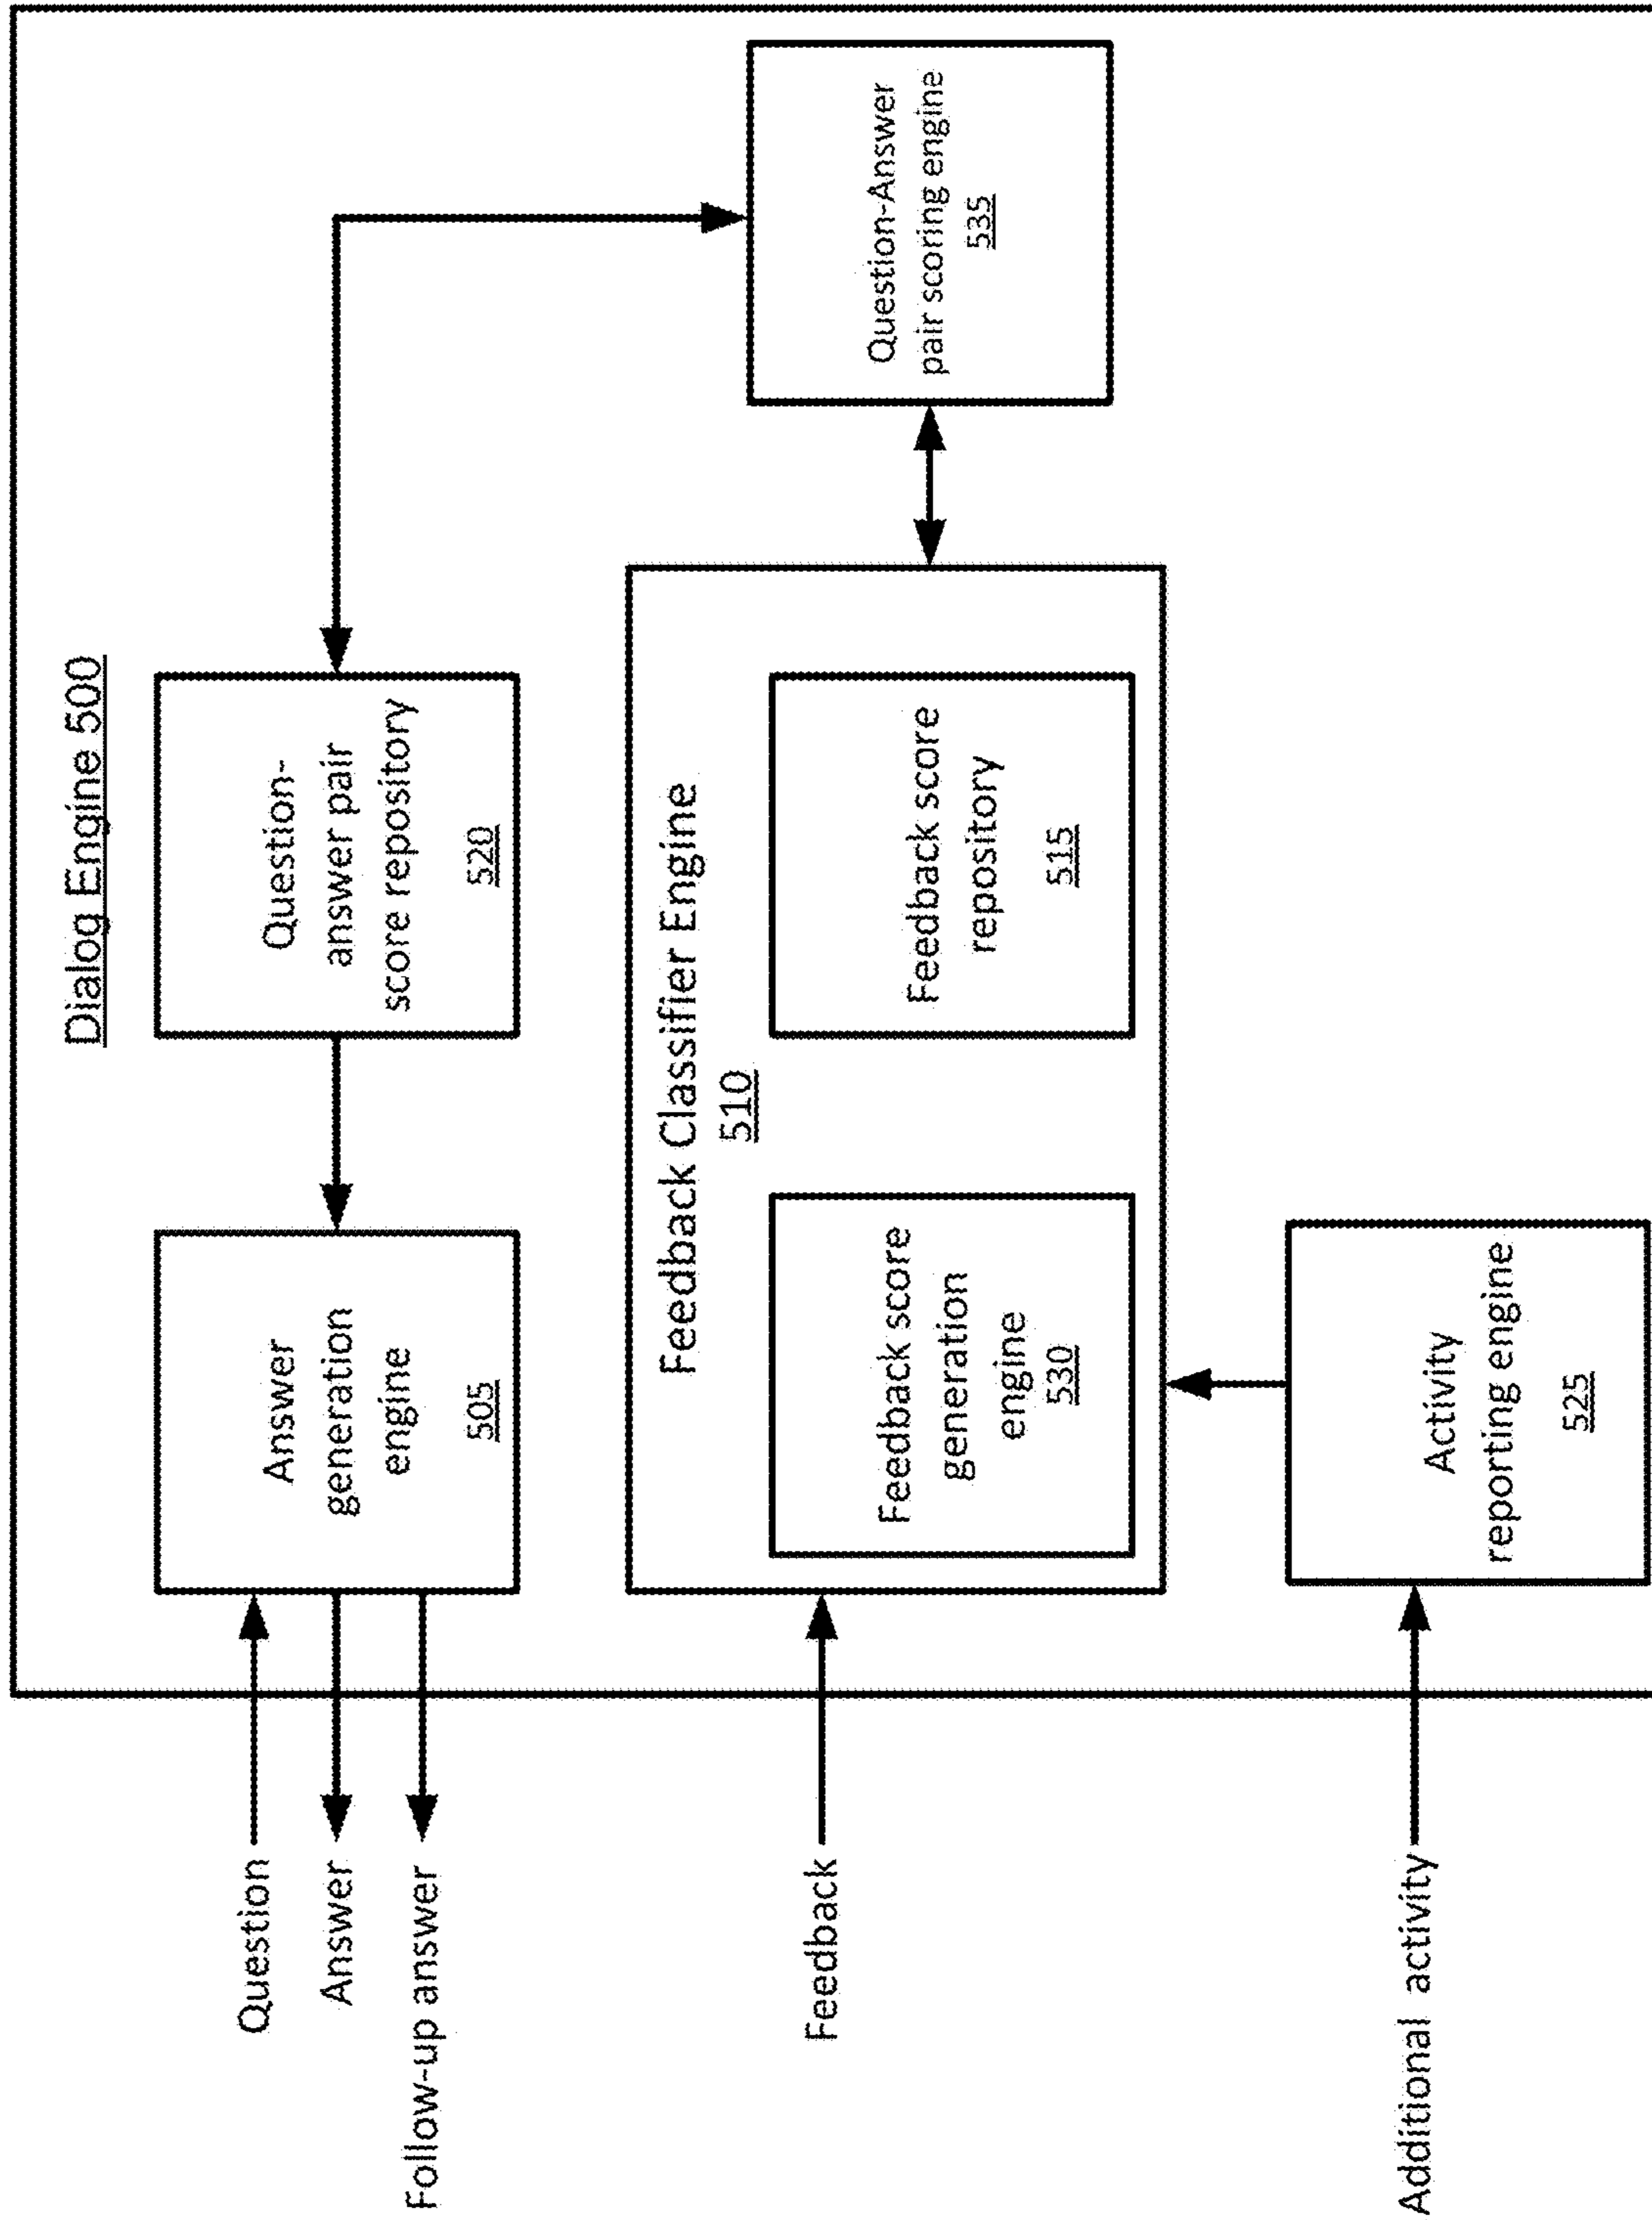 Dialog Engine 500
Question
Answer
Follow-up answer
Answer
generation
engine
505
Question-
answer pair
score repository
520
Feedback
Feedback Classifier Engine
510
Feedback score
generation
engine
530
Feedback score
repository
515
Question-Answer
pair scoring engine
535
Additional activity
Activity
reporting engine
525